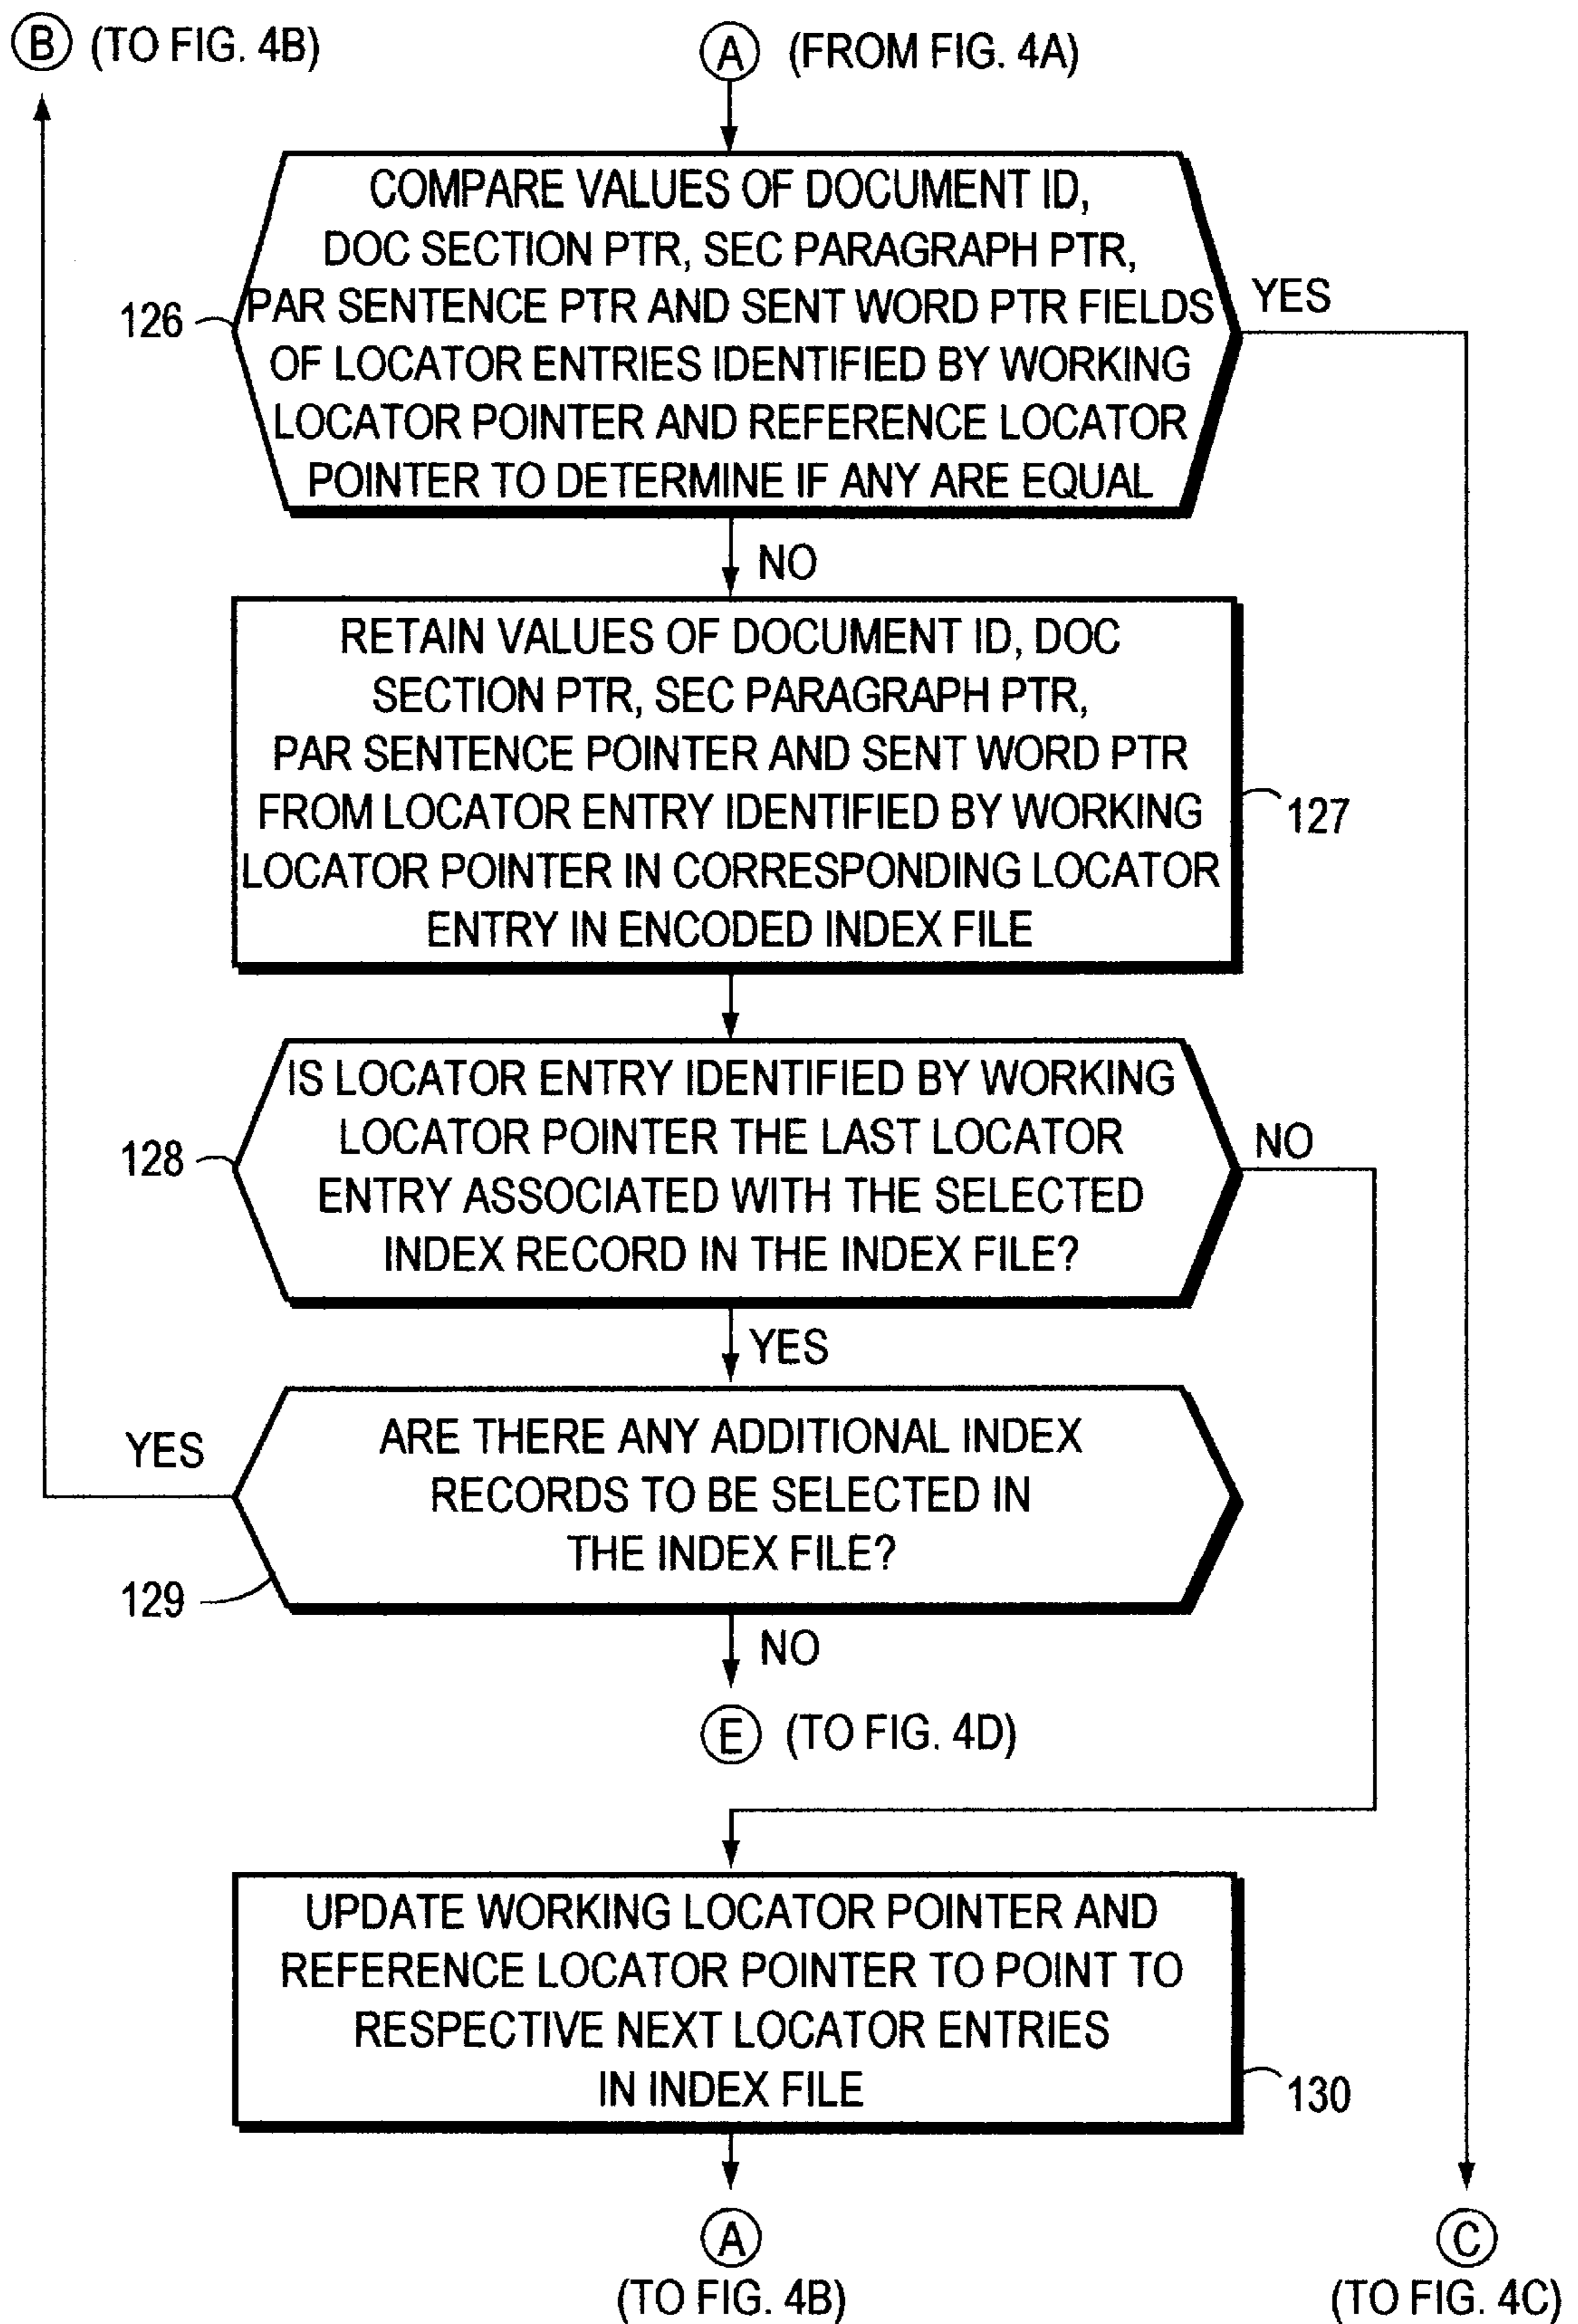 B (TO FIG. 4B)
A (FROM FIG. 4A)
COMPARE VALUES OF DOCUMENT ID,
DOC SECTION PTR, SEC PARAGRAPH PTR,
PAR SENTENCE PTR AND SENT WORD PTR FIELDS
OF LOCATOR ENTRIES IDENTIFIED BY WORKING
LOCATOR POINTER AND REFERENCE LOCATOR
POINTER TO DETERMINE IF ANY ARE EQUAL
126
YES
NO
RETAIN VALUES OF DOCUMENT ID, DOC
SECTION PTR, SEC PARAGRAPH PTR,
PAR SENTENCE POINTER AND SENT WORD PTR
FROM LOCATOR ENTRY IDENTIFIED BY WORKING
LOCATOR POINTER IN CORRESPONDING LOCATOR
ENTRY IN ENCODED INDEX FILE
127
IS LOCATOR ENTRY IDENTIFIED BY WORKING
LOCATOR POINTER THE LAST LOCATOR
ENTRY ASSOCIATED WITH THE SELECTED
INDEX RECORD IN THE INDEX FILE?
128
NO
YES
ARE THERE ANY ADDITIONAL INDEX
RECORDS TO BE SELECTED IN
THE INDEX FILE?
YES
129
NO
E (TO FIG. 4D)
UPDATE WORKING LOCATOR POINTER AND
REFERENCE LOCATOR POINTER TO POINT TO
RESPECTIVE NEXT LOCATOR ENTRIES
IN INDEX FILE
130
A
(TO FIG. 4B)
C
(TO FIG. 4C)